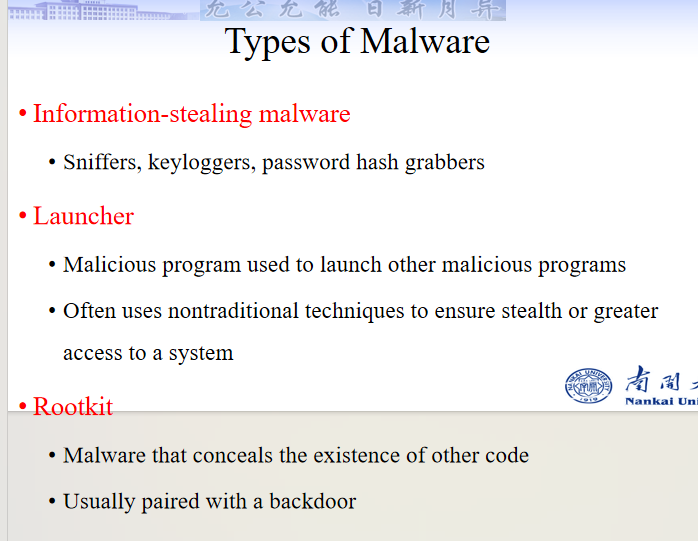 允公允能 日新月异
Types of Malware
• Information-stealing malware
• Sniffers, keyloggers, password hash grabbers
• Launcher
• Malicious program used to launch other malicious programs
• Often uses nontraditional techniques to ensure stealth or greater
access to a system
南開大
Nankai Uni
• Rootkit
• Malware that conceals the existence of other code
• Usually paired with a backdoor